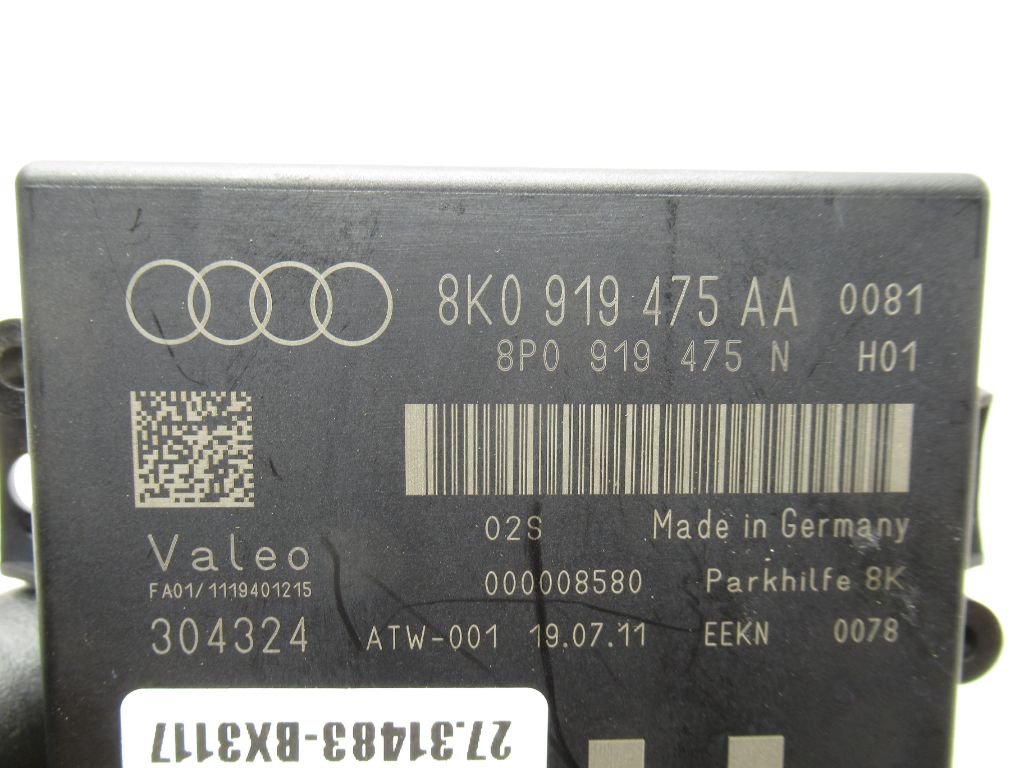 8K0 919 475 AA 0081
8P0 919 475 N H01
02S Made in Germany
Valeo
FA01/1119401215
000008580 Parkhilfe 8K
304324 ATW-001 19.07.11 EEKN 0078
27.31483-BX3117